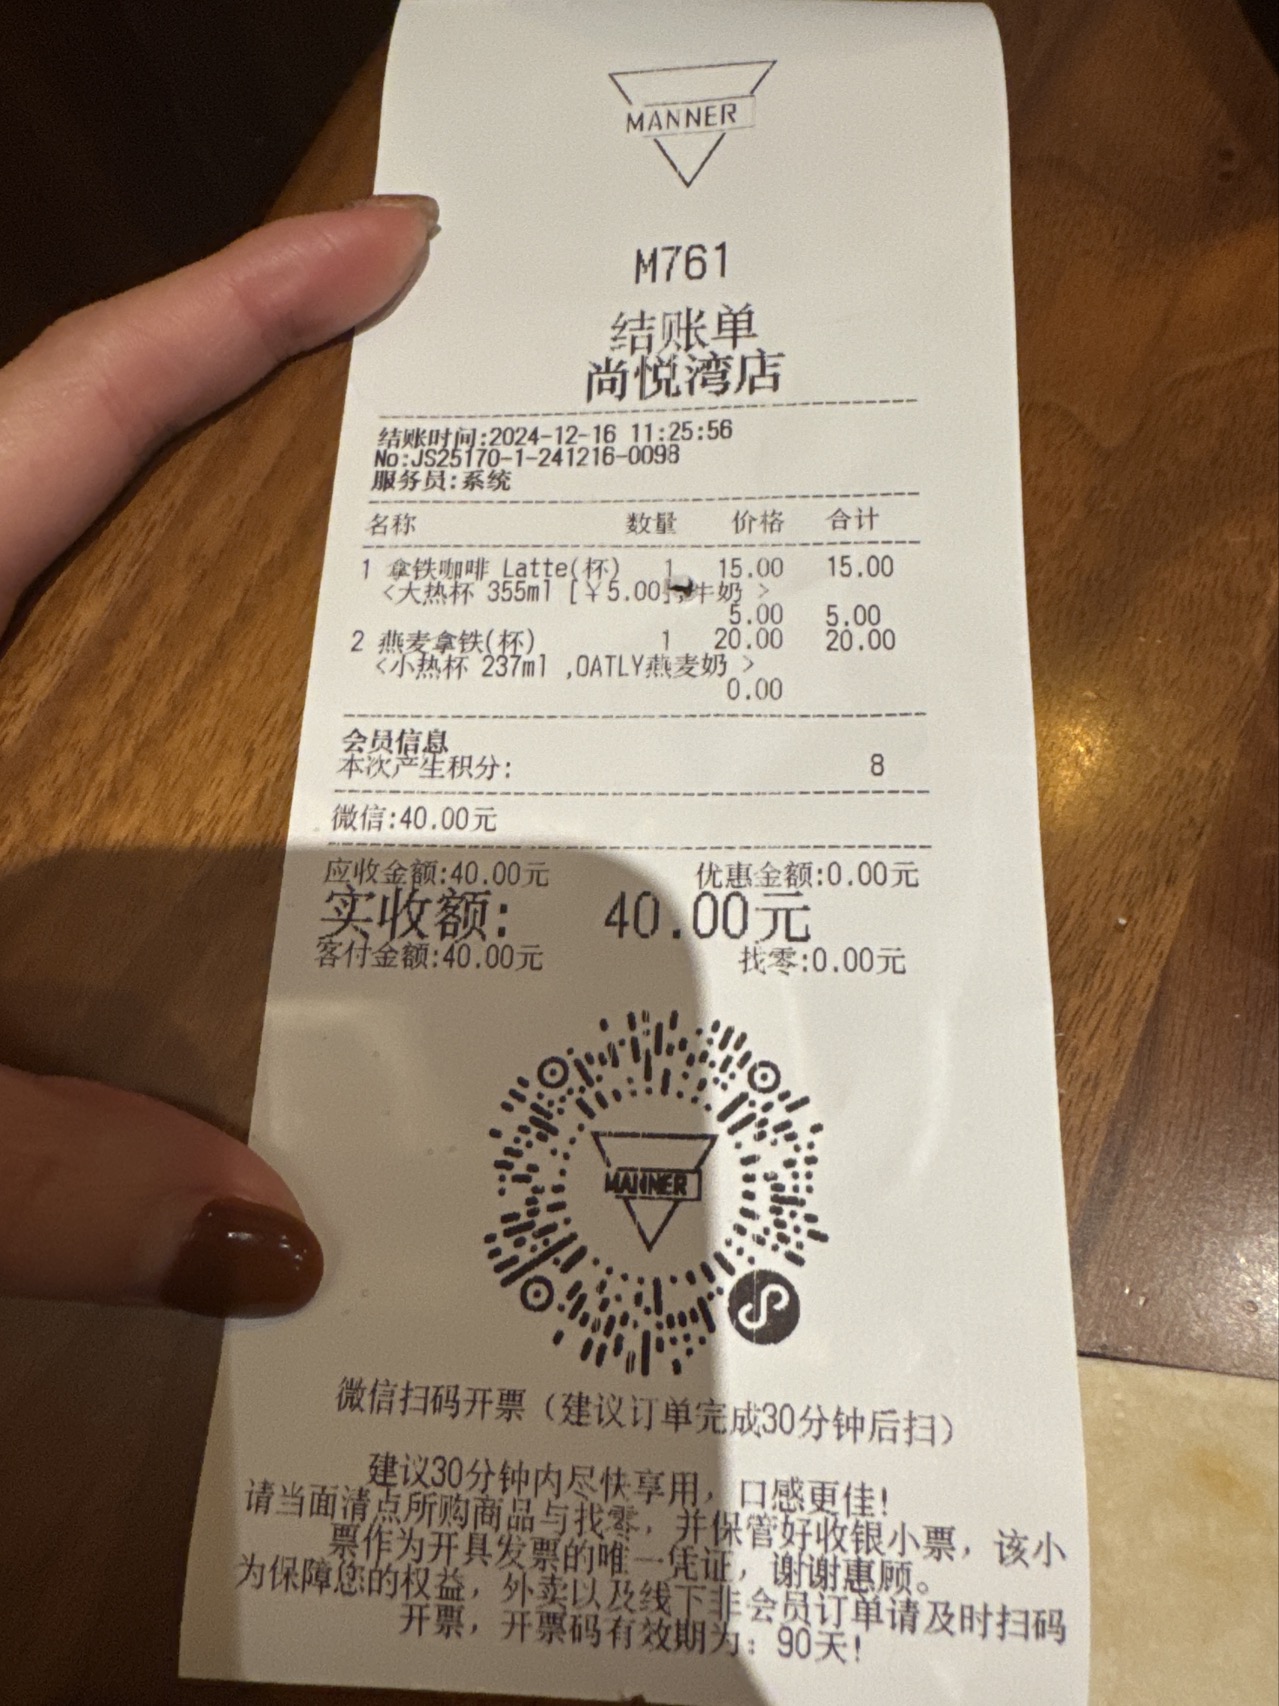 MANNER
M761
结账单
尚悦湾店
结账时间:2024-12-16 11:25:56
No:JS25170-1-241216-0098
服务员:系统
名称 数量 价格 合计
1 拿铁咖啡 Latte(杯) 1 15.00 15.00
<大热杯 355ml [￥5.00],牛奶 >
5.00 5.00
2 燕麦拿铁(杯) 1 20.00 20.00
<小热杯 237ml ,OATLY燕麦奶 >
0.00
会员信息
本次产生积分: 8
微信:40.00元
应收金额:40.00元 优惠金额:0.00元
实收额: 40.00元
客付金额:40.00元 找零:0.00元
MANNER
微信扫码开票（建议订单完成30分钟后扫）
建议30分钟内尽快享用，口感更佳!
请当面清点所购商品与找零，并保管好收银小票，该小
票作为开具发票的唯一凭证，谢谢惠顾。
为保障您的权益，外卖以及线下非会员订单请及时扫码
开票，开票码有效期为：90天!